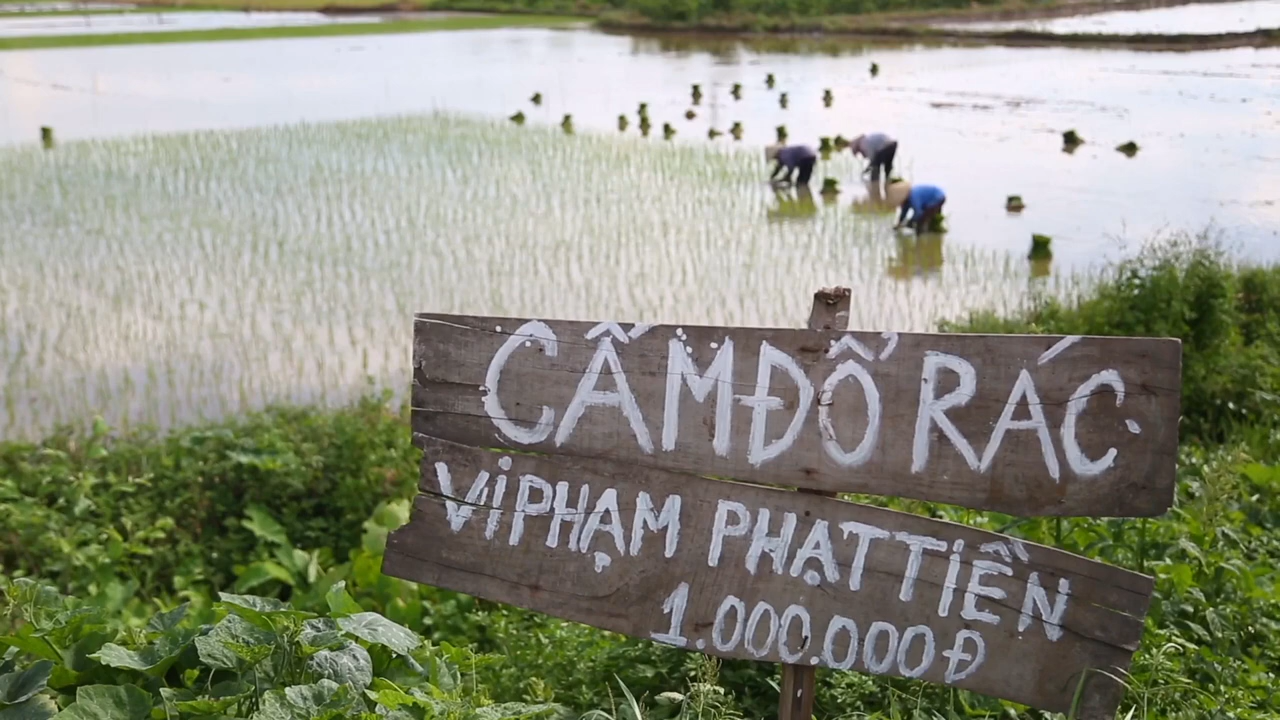 CẤM ĐỔ RÁC.
Vi PHẠM PHẠT TiỀN
1.000.000Đ